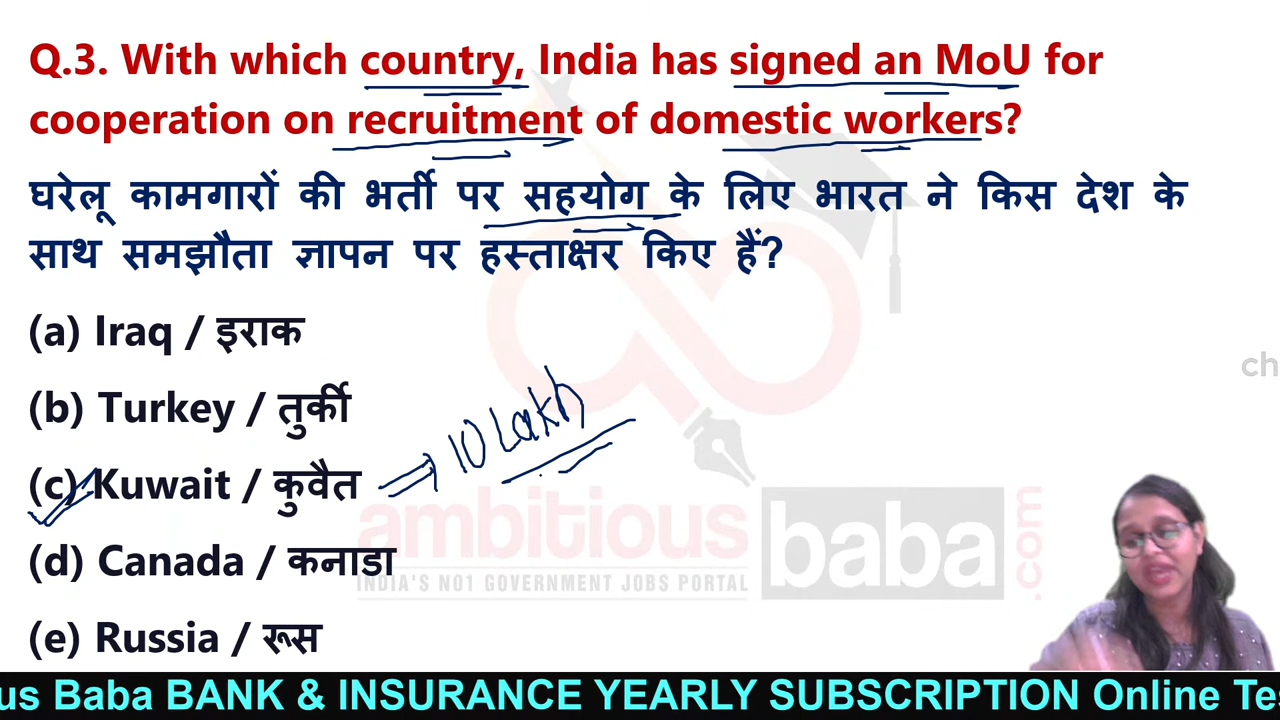 Q.3. With which country, India has signed an MoU for
cooperation on recruitment of domestic workers?
घरेलू कामगारों की भर्ती पर सहयोग के लिए भारत ने किस देश के
साथ समझौता ज्ञापन पर हस्ताक्षर किए हैं?
(a) Iraq / इराक
(b) Turkey / तुर्की
(c) Kuwait / कुवैत
10 Lakh
(d) Canada / कनाडा
(e) Russia / रूस
ch
ambitious baba .com
INDIA'S NO1 GOVERNMENT JOBS PORTAL
us Baba BANK & INSURANCE YEARLY SUBSCRIPTION Online Te